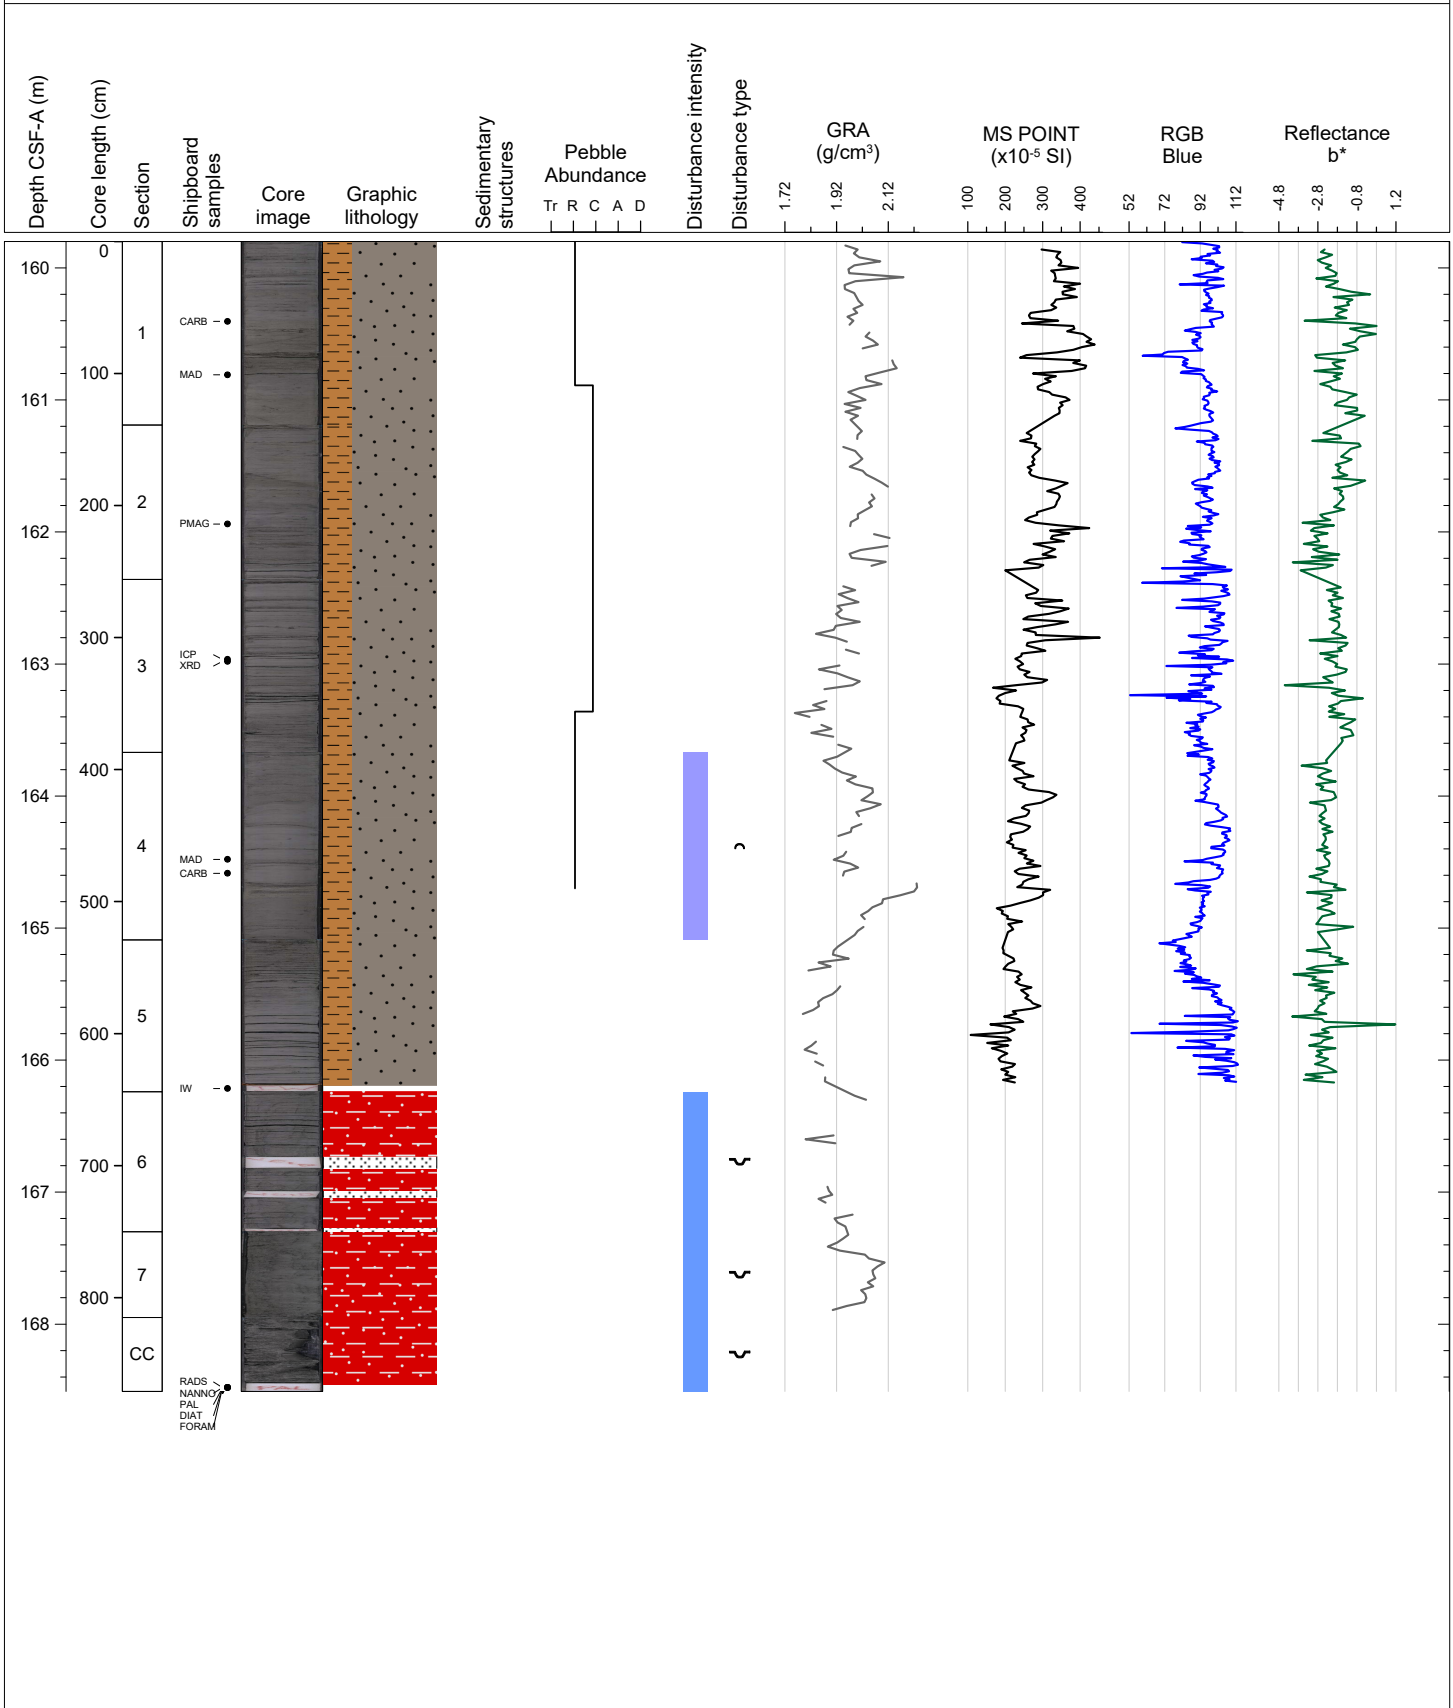 Depth CSF-A (m)
Core length (cm)
Section
Shipboard
samples
Core
image
Graphic
lithology
Sedimentary
structures
Pebble
Abundance
Tr R C A D
Disturbance intensity
Disturbance type
GRA
(g/cm³)
1.72 1.92 2.12
MS POINT
(x10⁻⁵ SI)
100 200 300 400
RGB
Blue
52 72 92 112
Reflectance
b*
-4.8 -2.8 -0.8 1.2
0
160
CARB
1
100
MAD
161
2
200
PMAG
162
300
ICP
XRD
3
163
400
164
4
MAD
CARB
500
165
5
600
166
IW
6
700
167
7
800
168
CC
RADS
NANNO
PAL
DIAT
FORAM